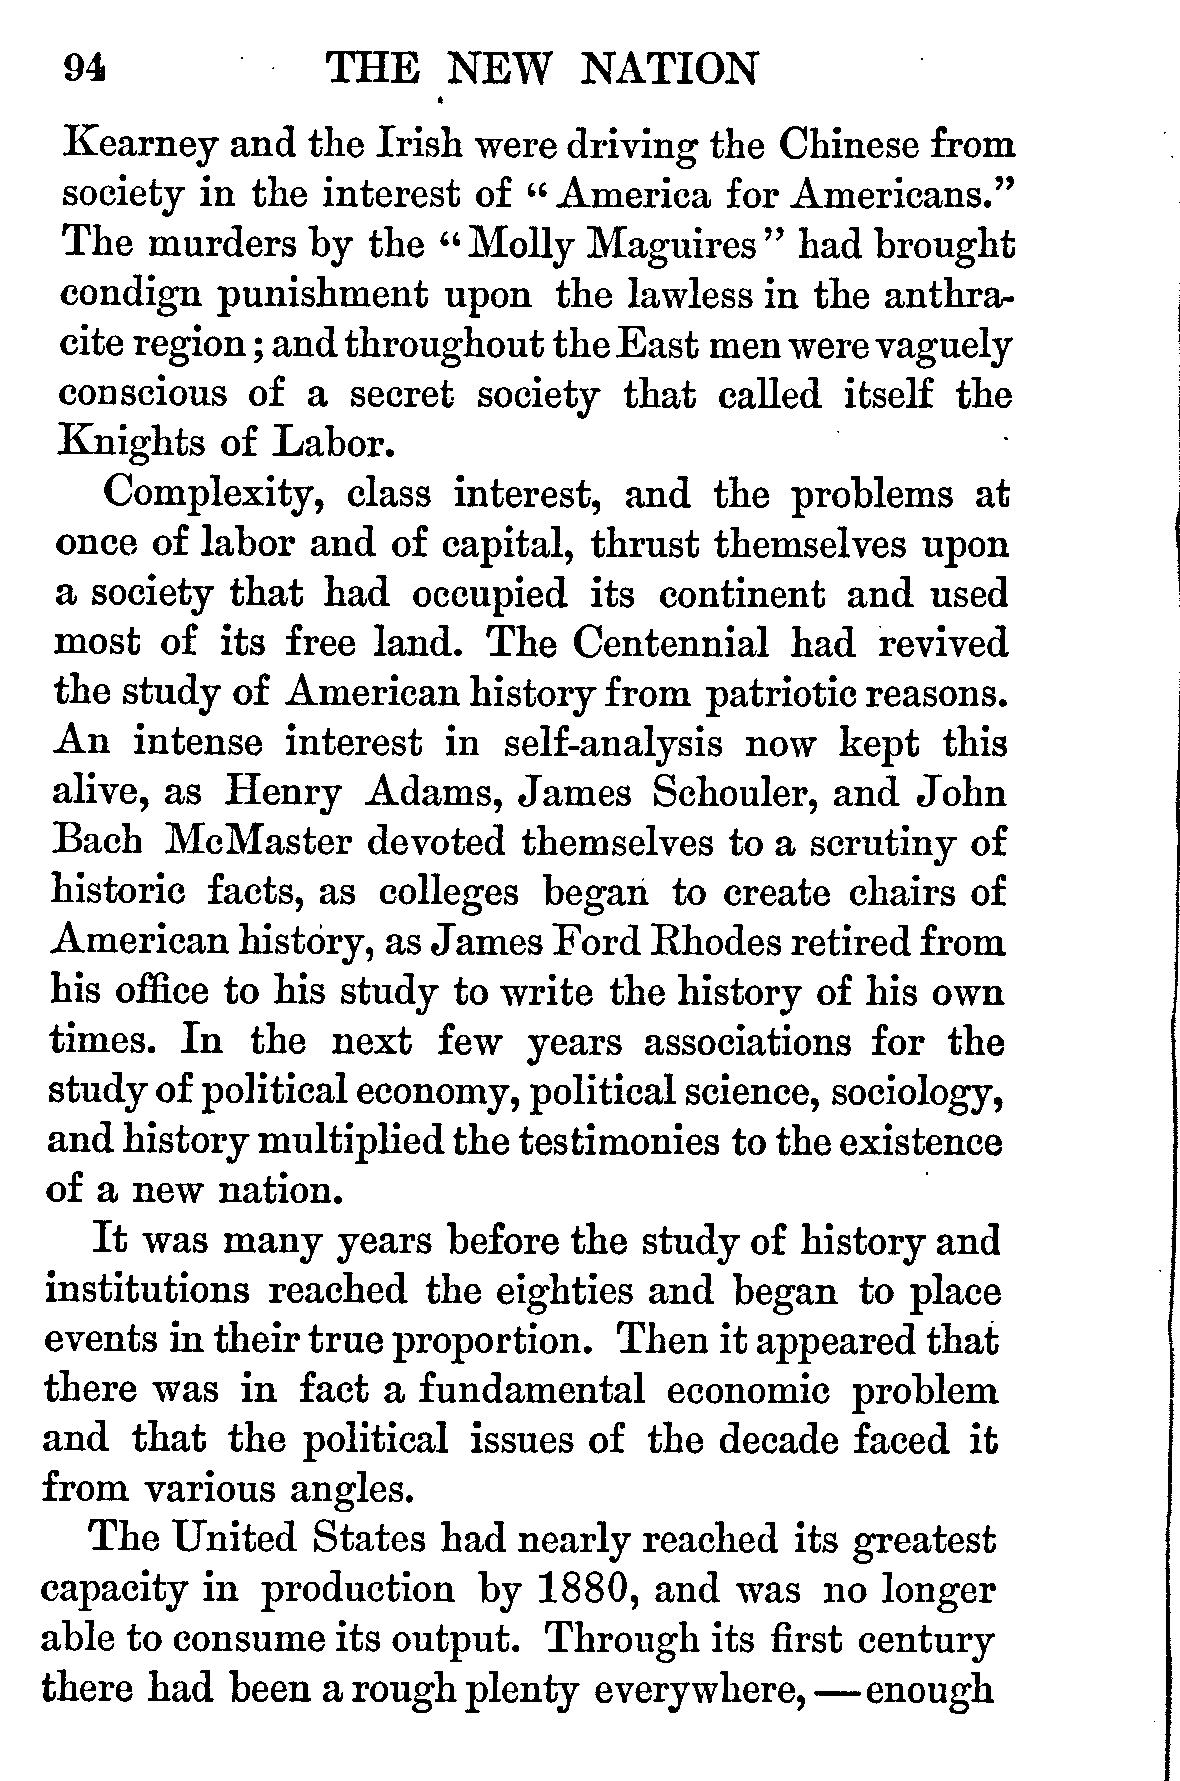 94 THE NEW NATION
Kearney and the Irish were driving the Chinese from
society in the interest of “America for Americans.”
The murders by the “Molly Maguires” had brought
condign punishment upon the lawless in the anthra-
cite region; and throughout the East men were vaguely
conscious of a secret society that called itself the
Knights of Labor.
Complexity, class interest, and the problems at
once of labor and of capital, thrust themselves upon
a society that had occupied its continent and used
most of its free land. The Centennial had revived
the study of American history from patriotic reasons.
An intense interest in self-analysis now kept this
alive, as Henry Adams, James Schouler, and John
Bach McMaster devoted themselves to a scrutiny of
historic facts, as colleges began to create chairs of
American history, as James Ford Rhodes retired from
his office to his study to write the history of his own
times. In the next few years associations for the
study of political economy, political science, sociology,
and history multiplied the testimonies to the existence
of a new nation.
It was many years before the study of history and
institutions reached the eighties and began to place
events in their true proportion. Then it appeared that
there was in fact a fundamental economic problem
and that the political issues of the decade faced it
from various angles.
The United States had nearly reached its greatest
capacity in production by 1880, and was no longer
able to consume its output. Through its first century
there had been a rough plenty everywhere,—enough